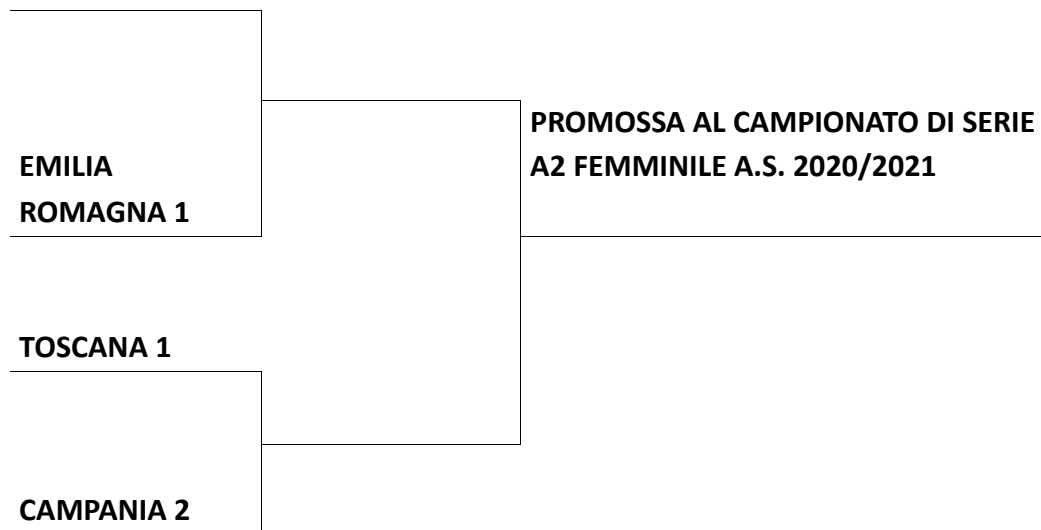 PROMOSSA AL CAMPIONATO DI SERIE
A2 FEMMINILE A.S. 2020/2021
EMILIA
ROMAGNA 1
TOSCANA 1
CAMPANIA 2